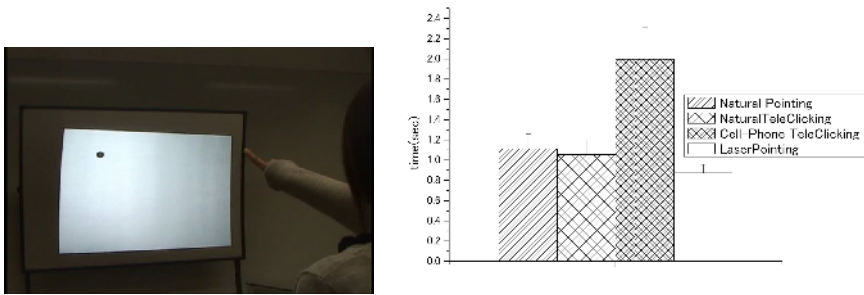 2.4
2.2
2.0
1.8
1.6
1.4
1.2
1.0
0.8
0.6
0.4
0.2
0.0
time(sec)
Natural Pointing
NaturalTeleClicking
Cell-Phone TeleClicking
LaserPointing